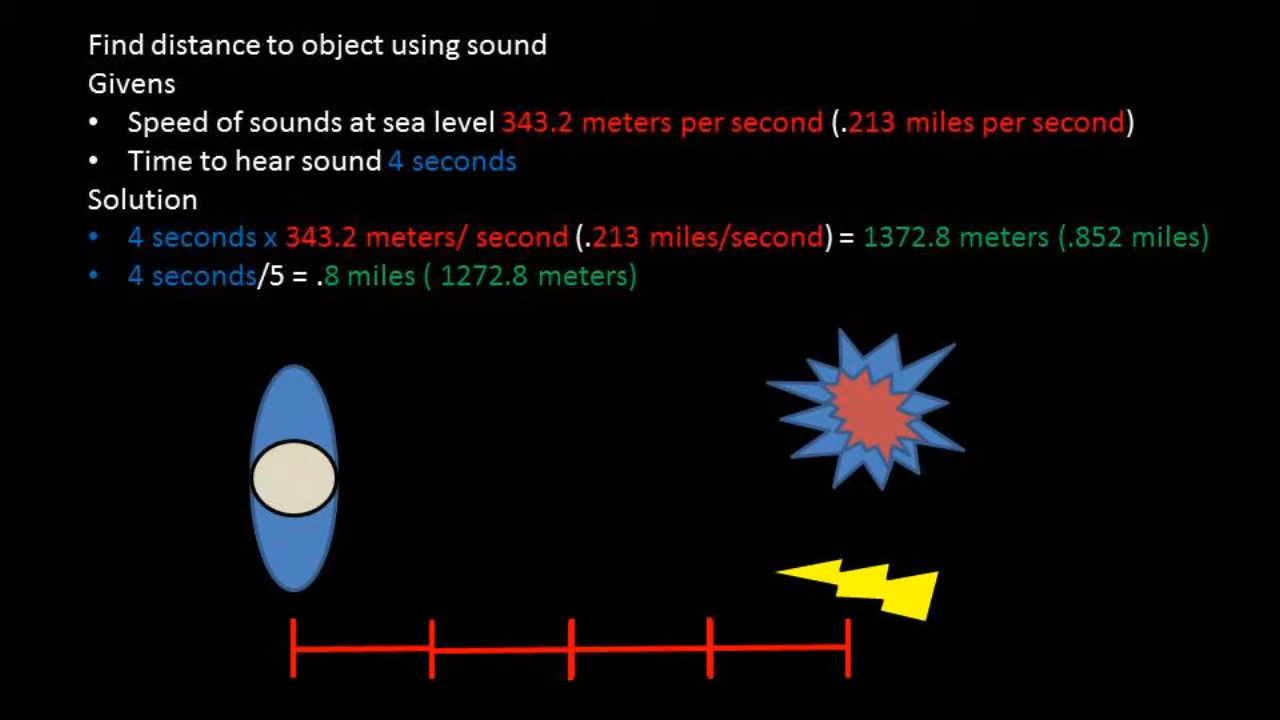 Find distance to object using sound
Givens
• Speed of sounds at sea level 343.2 meters per second (.213 miles per second)
• Time to hear sound 4 seconds
Solution
• 4 seconds x 343.2 meters/ second (.213 miles/second) = 1372.8 meters (.852 miles)
• 4 seconds/5 = .8 miles ( 1272.8 meters)